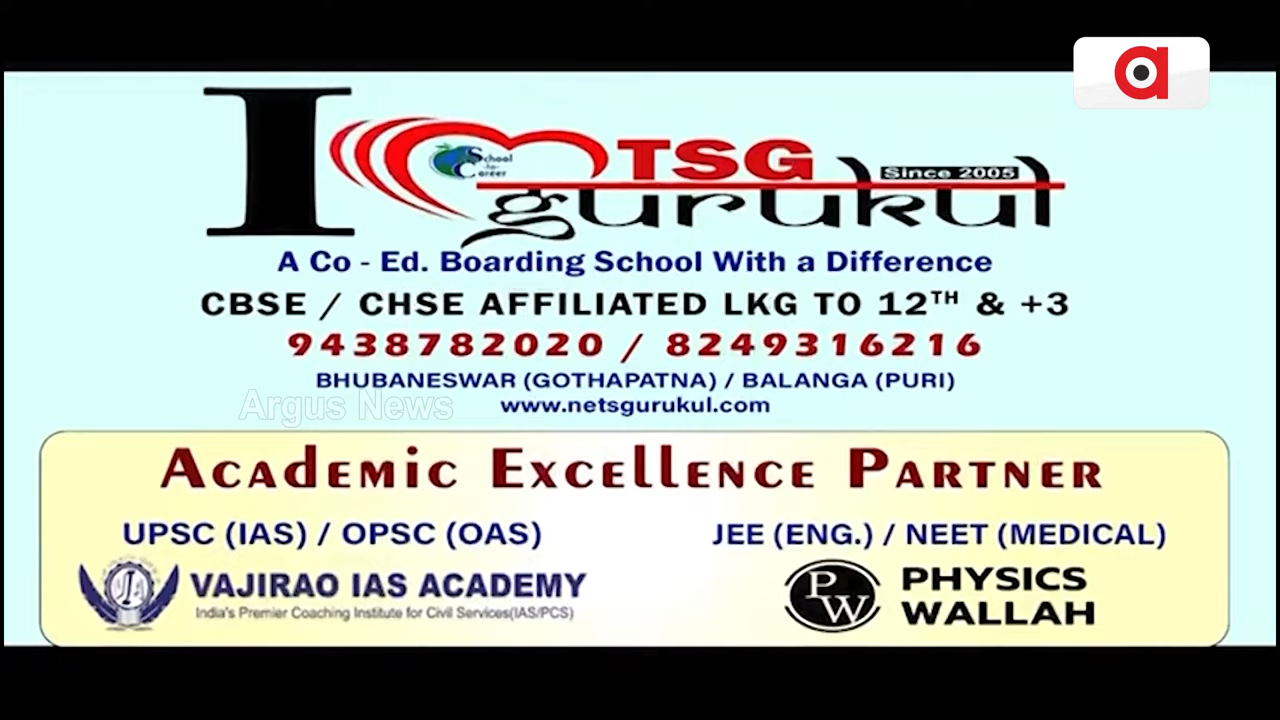 a
I TSG
School
-to-
Career
Since 2005
gurukul
A Co - Ed. Boarding School With a Difference
CBSE / CHSE AFFILIATED LKG TO 12TH & +3
9438782020 / 8249316216
BHUBANESWAR (GOTHAPATNA) / BALANGA (PURI)
Argus News
www.netsgurukul.com
Academic Excellence Partner
UPSC (IAS) / OPSC (OAS)
JEE (ENG.) / NEET (MEDICAL)
VAJIRAO IAS ACADEMY
India's Premier Coaching Institute for Civil Services(IAS/PCS)
PW
PHYSICS
WALLAH